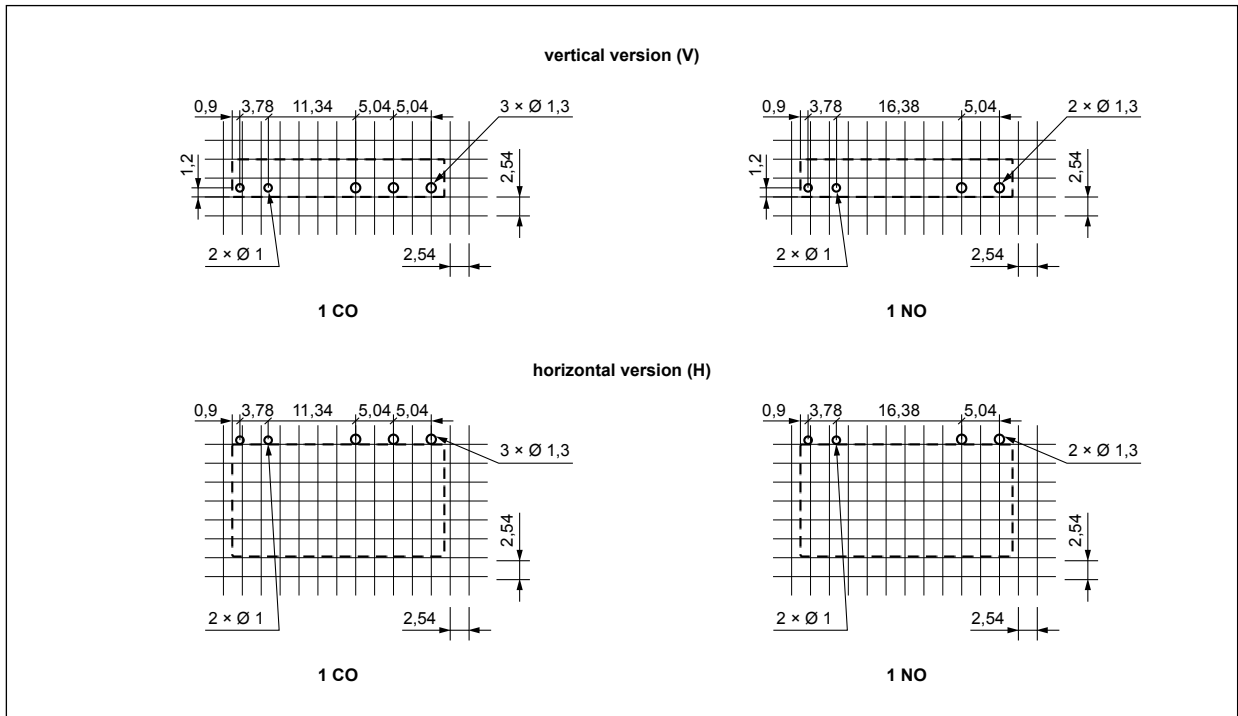 vertical version (V)
0,9 3,78 11,34 5,04 5,04 3 × Ø 1,3
1,2
2,54
2 × Ø 1 2,54
1 CO
0,9 3,78 16,38 5,04 2 × Ø 1,3
1,2
2,54
2 × Ø 1 2,54
1 NO
horizontal version (H)
0,9 3,78 11,34 5,04 5,04
3 × Ø 1,3
2,54
2 × Ø 1 2,54
1 CO
0,9 3,78 16,38 5,04
2 × Ø 1,3
2,54
2 × Ø 1 2,54
1 NO